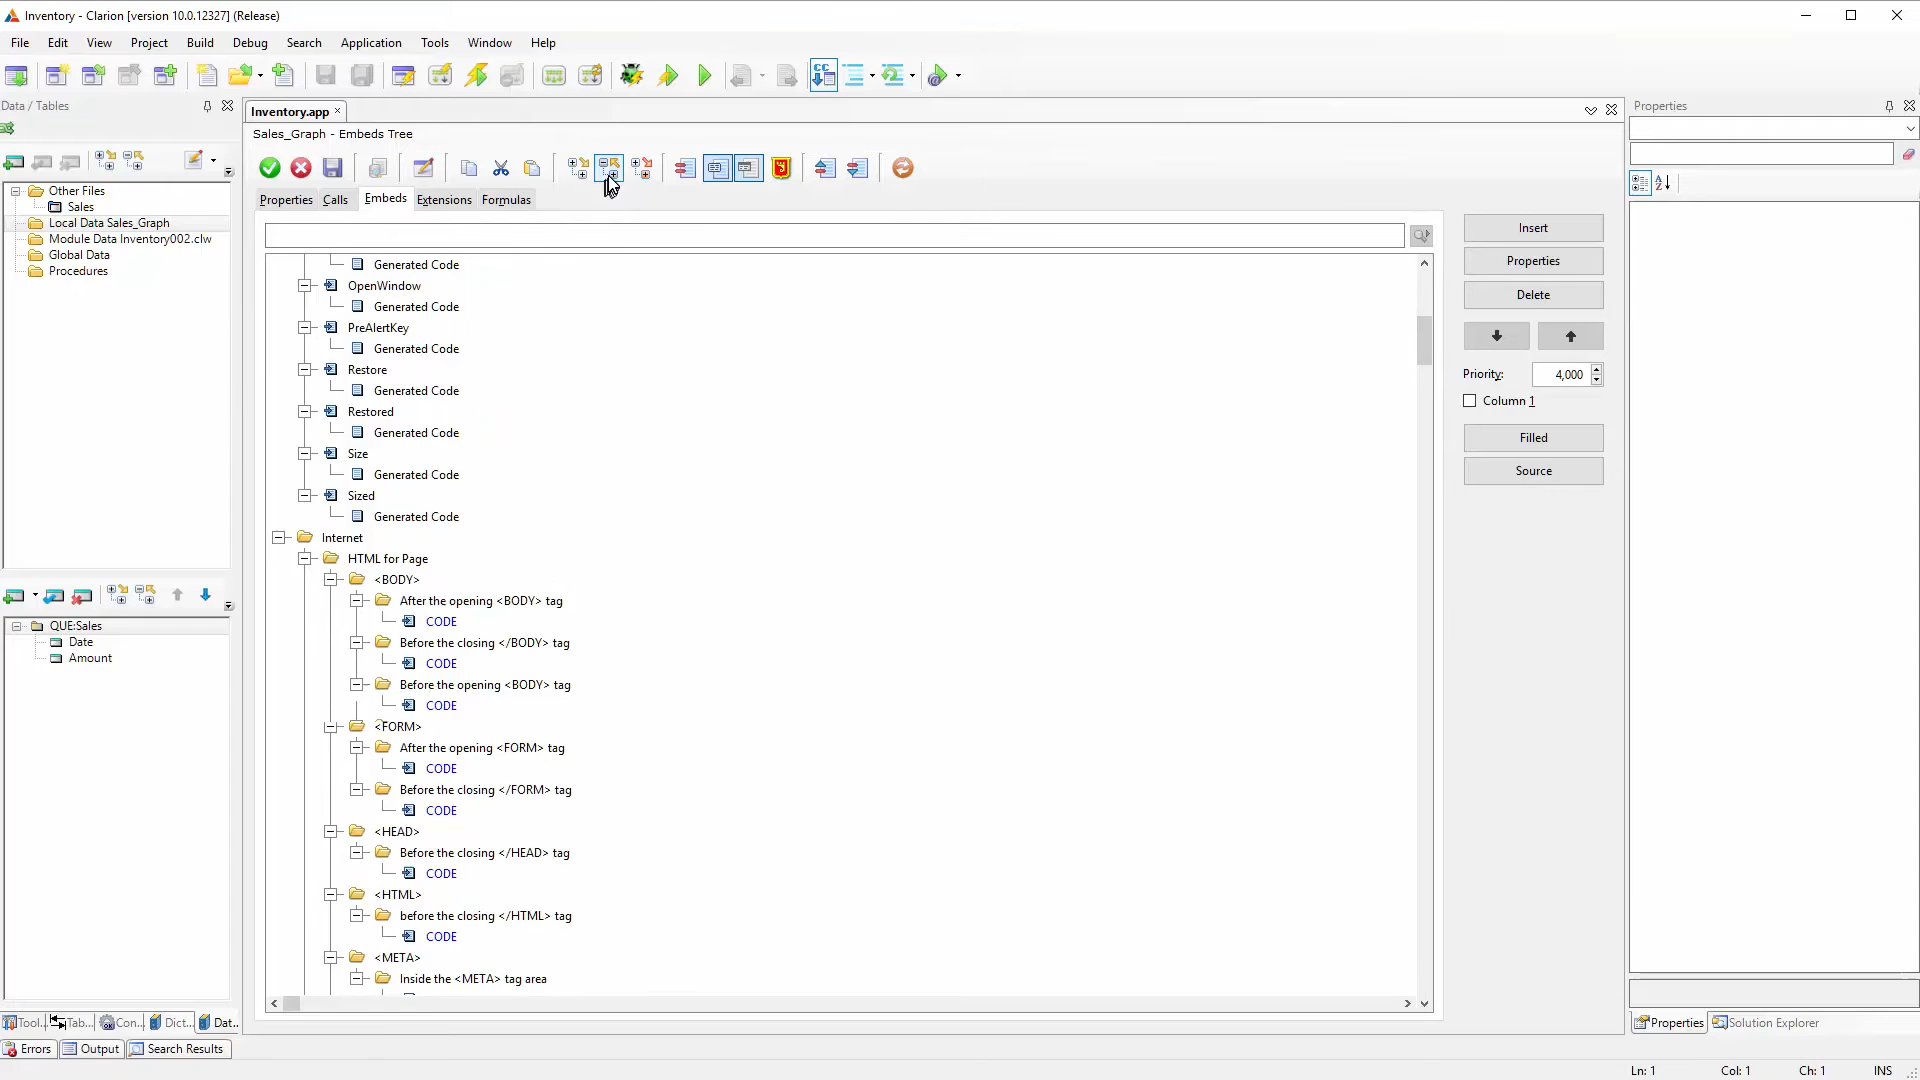 Inventory - Clarion [version 10.0.12327] (Release)
File Edit View Project Build Debug Search Application Tools Window Help
CC
Data / Tables
Other Files
Sales
Local Data Sales_Graph
Module Data Inventory002.clw
Global Data
Procedures
QUE:Sales
Date
Amount
Tool... Tab... Con... Dict... Dat..
Errors Output Search Results
Inventory.app
Sales_Graph - Embeds Tree
Properties Calls Embeds Extensions Formulas
Generated Code
OpenWindow
Generated Code
PreAlertKey
Generated Code
Restore
Generated Code
Restored
Generated Code
Size
Generated Code
Sized
Generated Code
Internet
HTML for Page
<BODY>
After the opening <BODY> tag
CODE
Before the closing </BODY> tag
CODE
Before the opening <BODY> tag
CODE
<FORM>
After the opening <FORM> tag
CODE
Before the closing </FORM> tag
CODE
<HEAD>
Before the closing </HEAD> tag
CODE
<HTML>
before the closing </HTML> tag
CODE
<META>
Inside the <META> tag area
Insert
Properties
Delete
Priority: 4,000
Column 1
Filled
Source
Properties
Properties Solution Explorer
Ln: 1 Col: 1 Ch: 1 INS